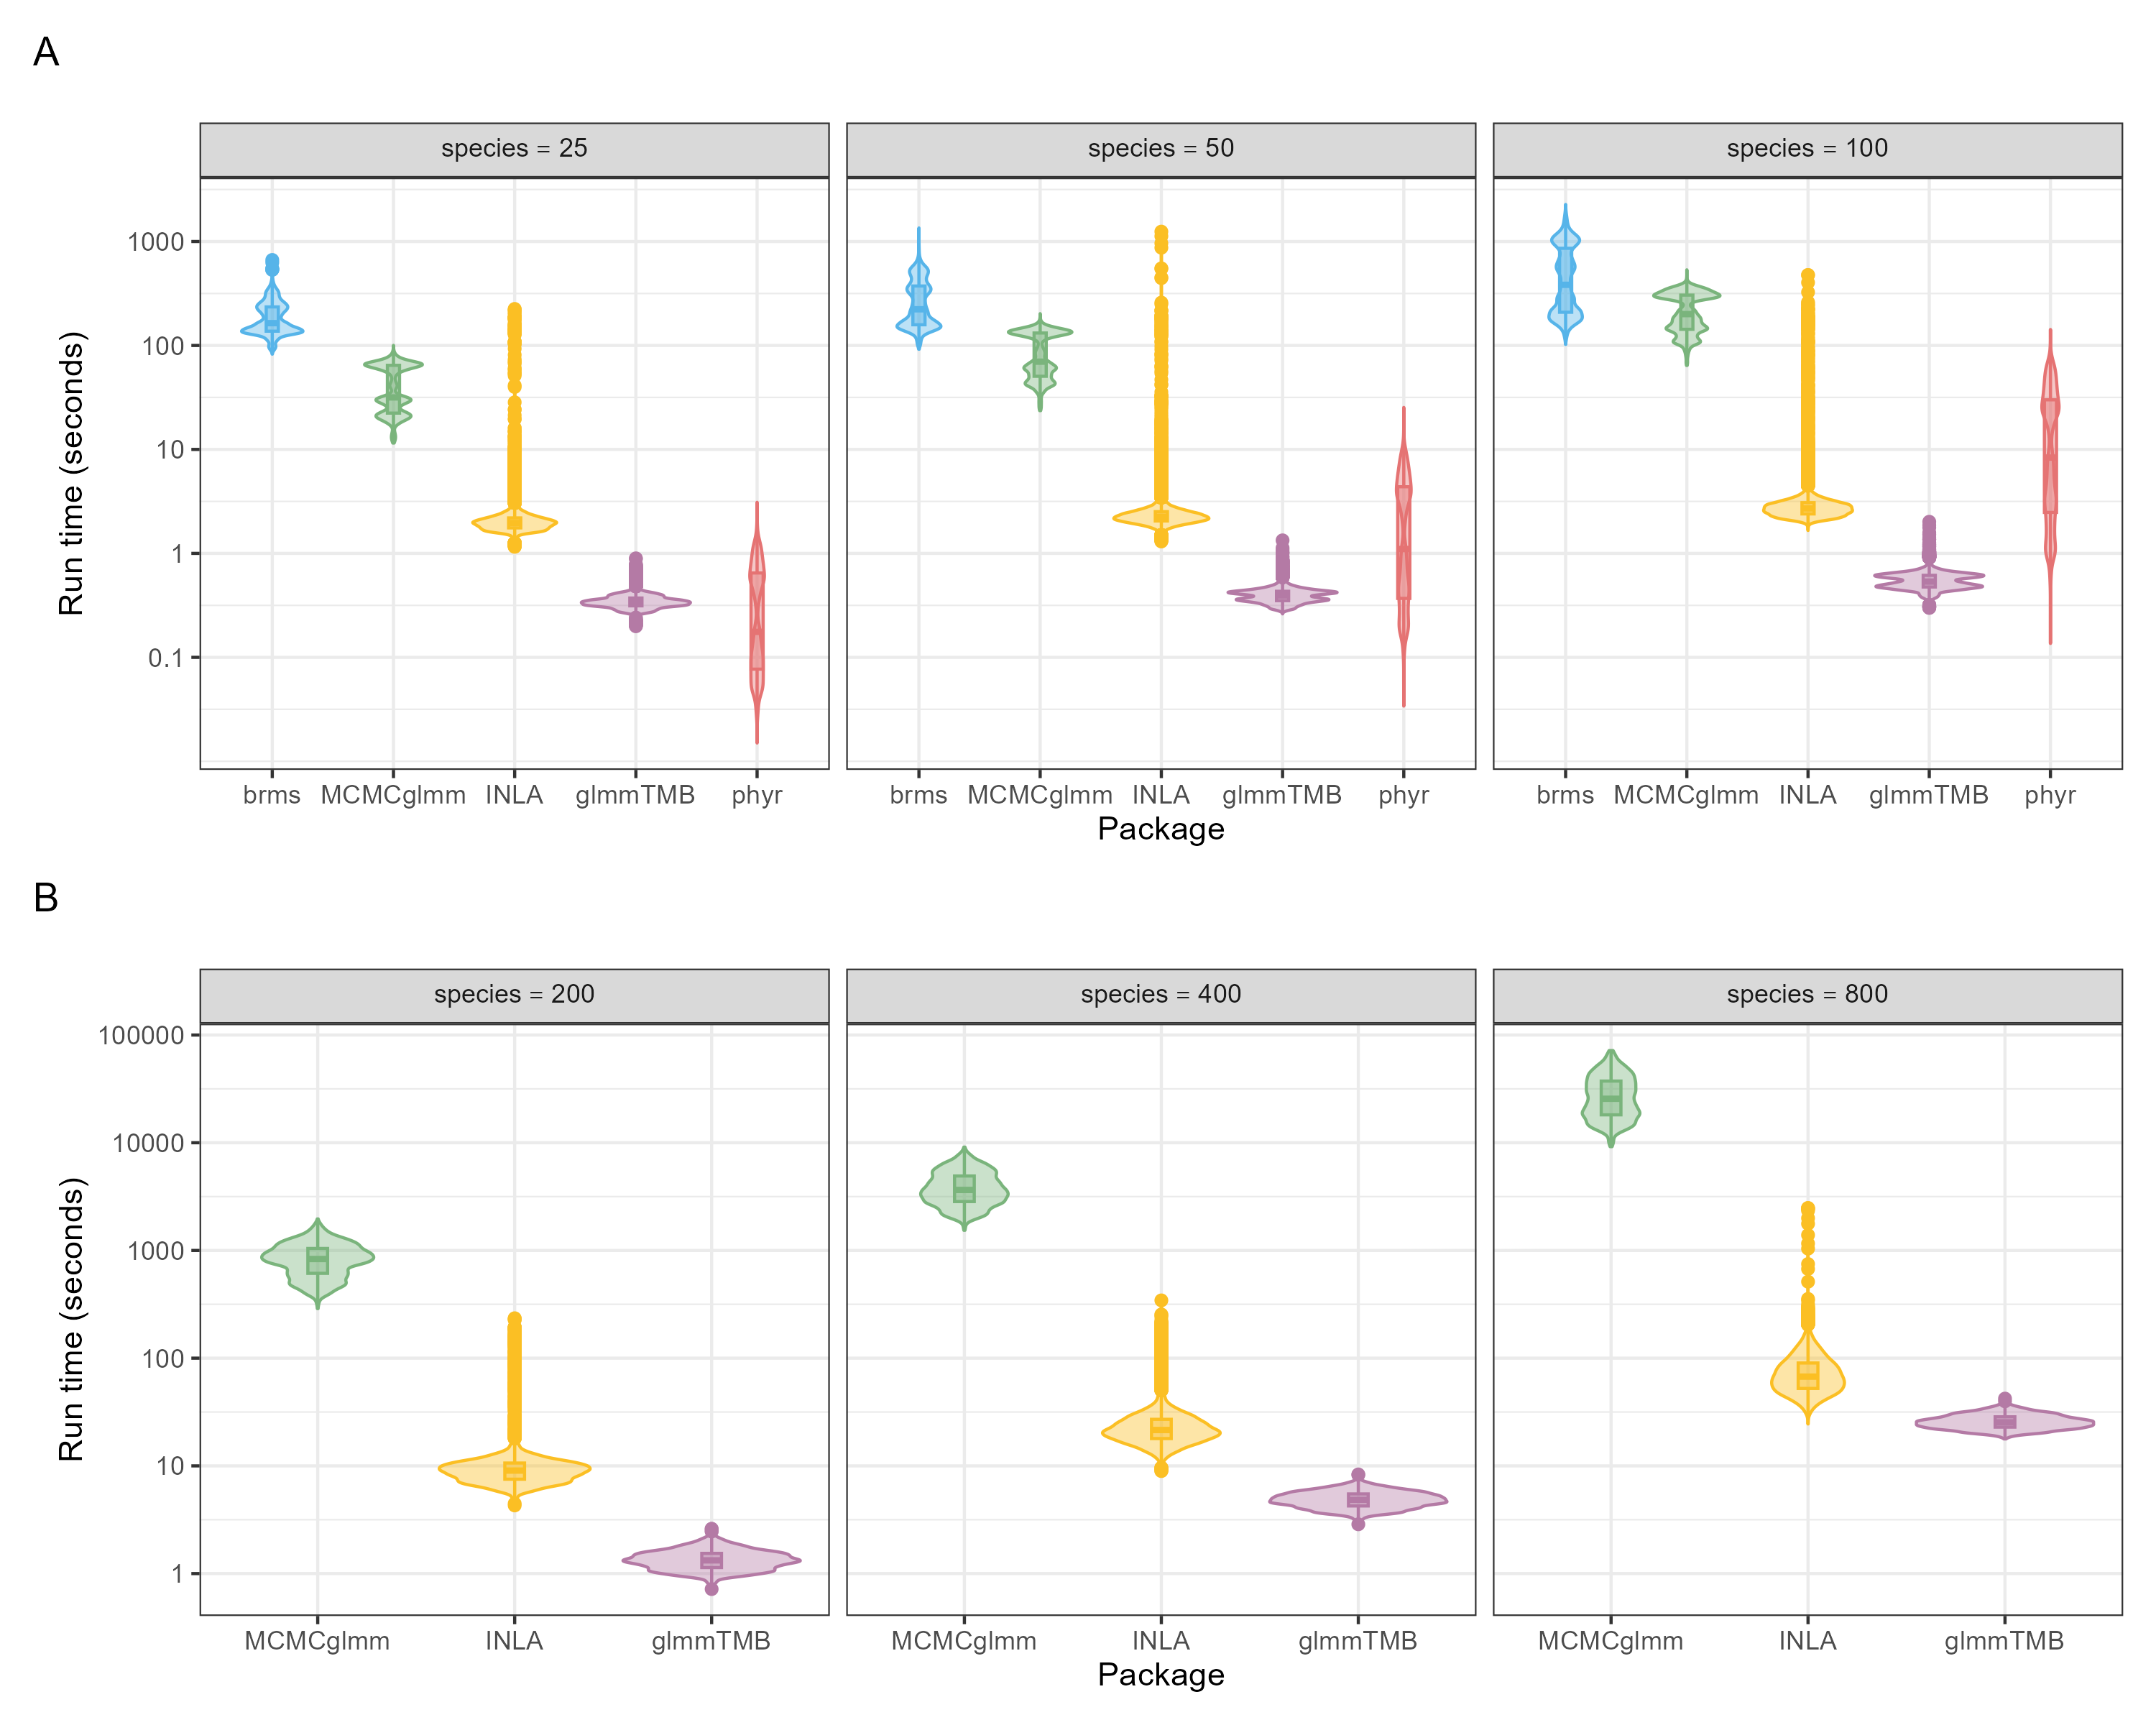 A
species = 25 species = 50 species = 100
Run time (seconds)
1000
100
10
1
0.1
brms MCMCglmm INLA glmmTMB phyr brms MCMCglmm INLA glmmTMB phyr brms MCMCglmm INLA glmmTMB phyr
Package
B
species = 200 species = 400 species = 800
Run time (seconds)
100000
10000
1000
100
10
1
MCMCglmm INLA glmmTMB MCMCglmm INLA glmmTMB MCMCglmm INLA glmmTMB
Package